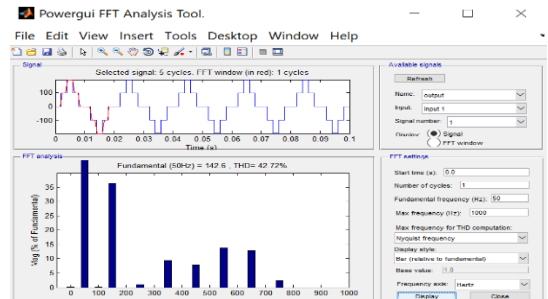 Powergui FFT Analysis Tool.
File Edit View Insert Tools Desktop Window Help
Signal
Selected signal: 5 cycles. FFT window (in red): 1 cycles
100
0
-100
0 0.01 0.02 0.03 0.04 0.05 0.06 0.07 0.08 0.09 0.1
Time (s)
FFT analysis
Fundamental (50Hz) = 142.6 , THD= 42.72%
Mag (% of Fundamental)
35
30
25
20
15
10
5
0
0 100 200 300 400 500 600 700 800 900 1000
Available signals
Refresh
Name: output
Input: input 1
Signal number: 1
Display: Signal
FFT window
FFT settings
Start time (s): 0.0
Number of cycles: 1
Fundamental frequency (Hz): 50
Max frequency (Hz): 1000
Max frequency for THD computation:
Nyquist frequency
Display style:
Bar (relative to fundamental)
Base value: 1.0
Frequency axis: Hertz
Display Close